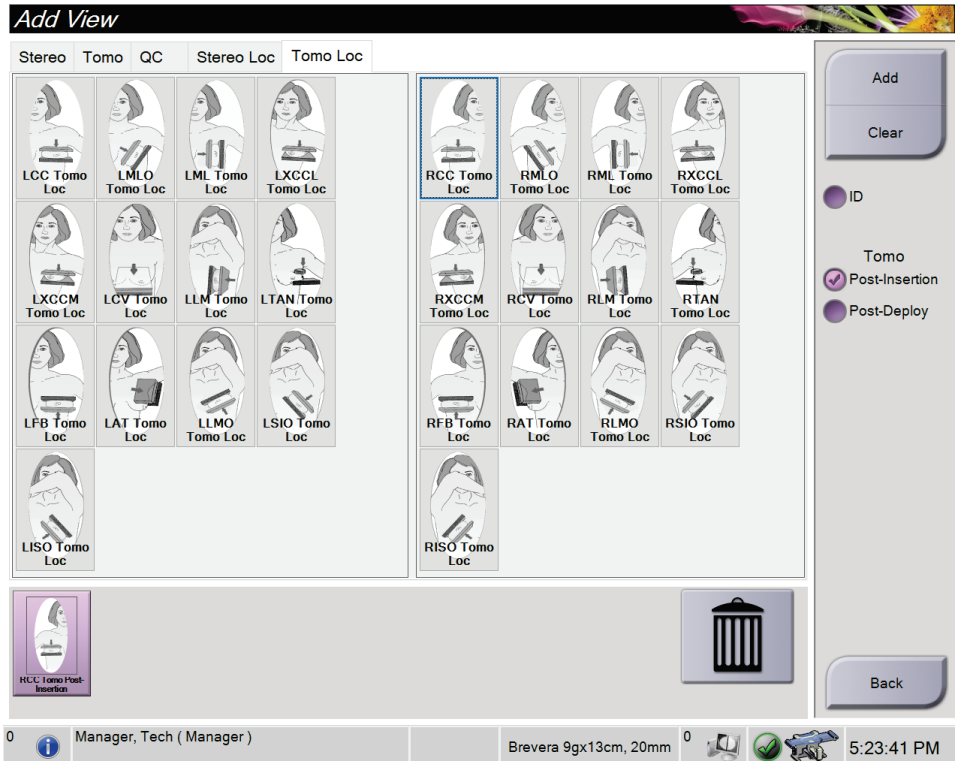 Add View
Stereo
Tomo
QC
Stereo Loc
Tomo Loc
LCC Tomo
Loc
LMLO
Tomo Loc
LML Tomo
Loc
LXCCL
Tomo Loc
RCC Tomo
Loc
RMLO
Tomo Loc
RML Tomo
Loc
RXCCL
Tomo Loc
LXCCM
Tomo Loc
LCV Tomo
Loc
LLM Tomo
Loc
LTAN Tomo
Loc
RXCCM
Tomo Loc
RCV Tomo
Loc
RLM Tomo
Loc
RTAN
Tomo Loc
LFB Tomo
Loc
LAT Tomo
Loc
LLMO
Tomo Loc
LSIO Tomo
Loc
RFB Tomo
Loc
RAT Tomo
Loc
RLMO
Tomo Loc
RSIO Tomo
Loc
LISO Tomo
Loc
RISO Tomo
Loc
Add
Clear
ID
Tomo
Post-Insertion
Post-Deploy
RCC Tomo Post-
Insertion
Back
0
Manager, Tech ( Manager )
Brevera 9gx13cm, 20mm
0
5:23:41 PM